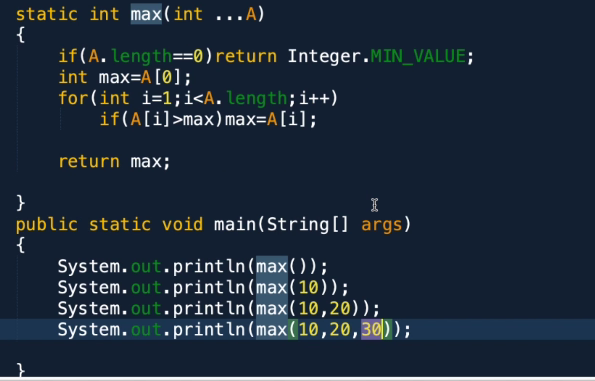 static int max(int ...A)
{
    if(A.length==0)return Integer.MIN_VALUE;
    int max=A[0];
    for(int i=1;i<A.length;i++)
        if(A[i]>max)max=A[i];
    return max;
}
public static void main(String[] args)
{
    System.out.println(max());
    System.out.println(max(10));
    System.out.println(max(10,20));
    System.out.println(max(10,20,30));
}